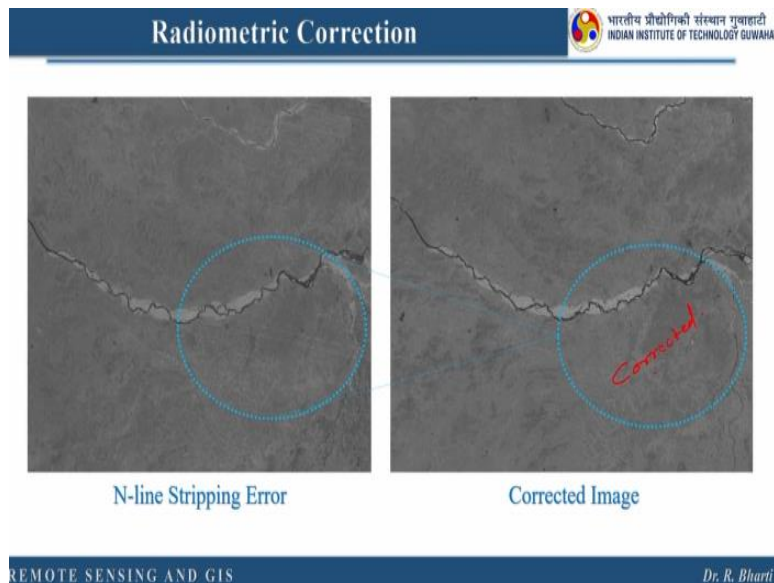 Radiometric Correction
भारतीय प्रौद्योगिकी संस्थान गुवाहाटी
INDIAN INSTITUTE OF TECHNOLOGY GUWAHA
Corrected
N-line Stripping Error
Corrected Image
REMOTE SENSING AND GIS
Dr. R. Bharti